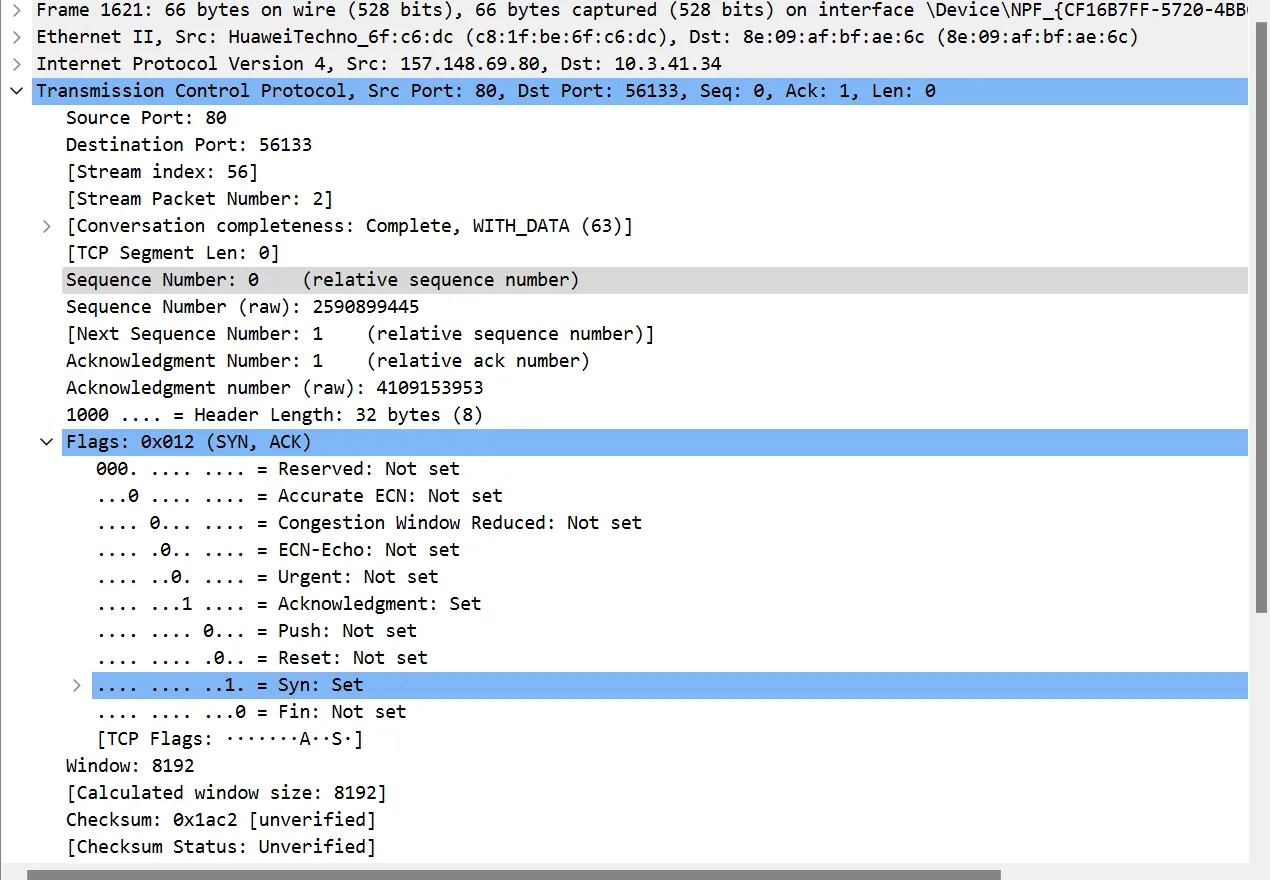 Frame 1621: 66 bytes on wire (528 bits), 66 bytes captured (528 bits) on interface \Device\NPF_{CF16B7FF-5720-4BB
Ethernet II, Src: HuaweiTechno_6f:c6:dc (c8:1f:be:6f:c6:dc), Dst: 8e:09:af:bf:ae:6c (8e:09:af:bf:ae:6c)
Internet Protocol Version 4, Src: 157.148.69.80, Dst: 10.3.41.34
Transmission Control Protocol, Src Port: 80, Dst Port: 56133, Seq: 0, Ack: 1, Len: 0
Source Port: 80
Destination Port: 56133
[Stream index: 56]
[Stream Packet Number: 2]
[Conversation completeness: Complete, WITH_DATA (63)]
[TCP Segment Len: 0]
Sequence Number: 0    (relative sequence number)
Sequence Number (raw): 2590899445
[Next Sequence Number: 1    (relative sequence number)]
Acknowledgment Number: 1    (relative ack number)
Acknowledgment number (raw): 4109153953
1000 .... = Header Length: 32 bytes (8)
Flags: 0x012 (SYN, ACK)
000. .... .... = Reserved: Not set
...0 .... .... = Accurate ECN: Not set
.... 0... .... = Congestion Window Reduced: Not set
.... .0.. .... = ECN-Echo: Not set
.... ..0. .... = Urgent: Not set
.... ...1 .... = Acknowledgment: Set
.... .... 0... = Push: Not set
.... .... .0.. = Reset: Not set
.... .... ..1. = Syn: Set
.... .... ...0 = Fin: Not set
[TCP Flags: ·······A··S·]
Window: 8192
[Calculated window size: 8192]
Checksum: 0x1ac2 [unverified]
[Checksum Status: Unverified]